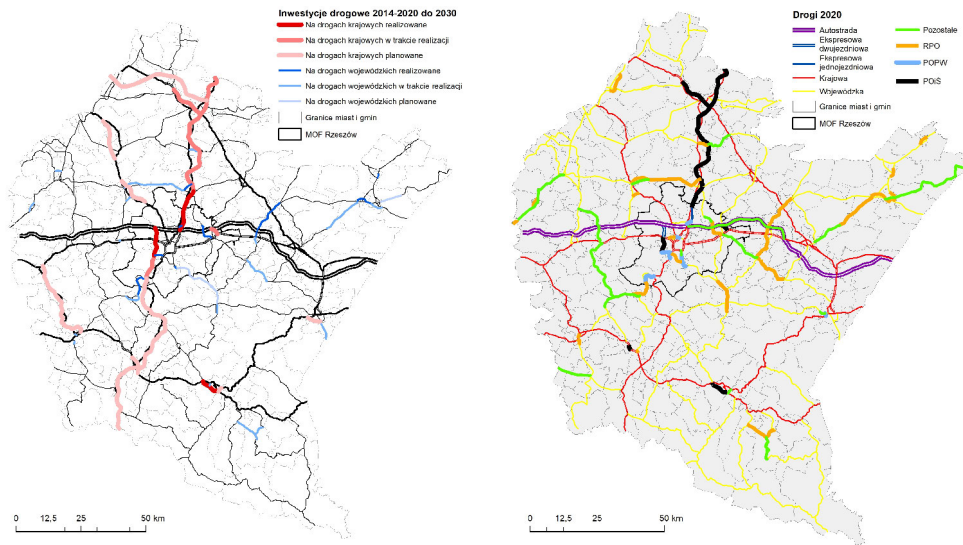 Inwestycje drogowe 2014-2020 do 2030
Na drogach krajowych realizowane
Na drogach krajowych w trakcie realizacji
Na drogach krajowych planowane
Na drogach wojewódzkich realizowane
Na drogach wojewódzkich w trakcie realizacji
Na drogach wojewódzkich planowane
Granice miast i gmin
MOF Rzeszów
0 12,5 25 50 km
Drogi 2020
Autostrada
Ekspresowa
dwujezdniowa
Ekspresowa
jednojezdniowa
Krajowa
Wojewódzka
Granice miast i gmin
MOF Rzeszów
Pozostałe
RPO
POPW
POiŚ
0 12,5 25 50 km